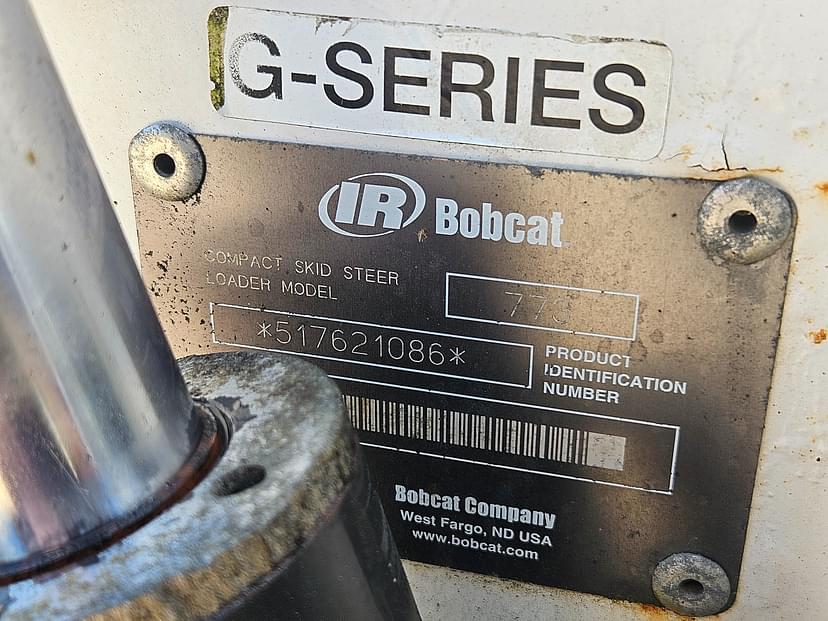 G-SERIES
IR Bobcat
COMPACT SKID STEER
LOADER MODEL
773
*517621086*
PRODUCT
IDENTIFICATION
NUMBER
Bobcat Company
West Fargo, ND USA
www.bobcat.com